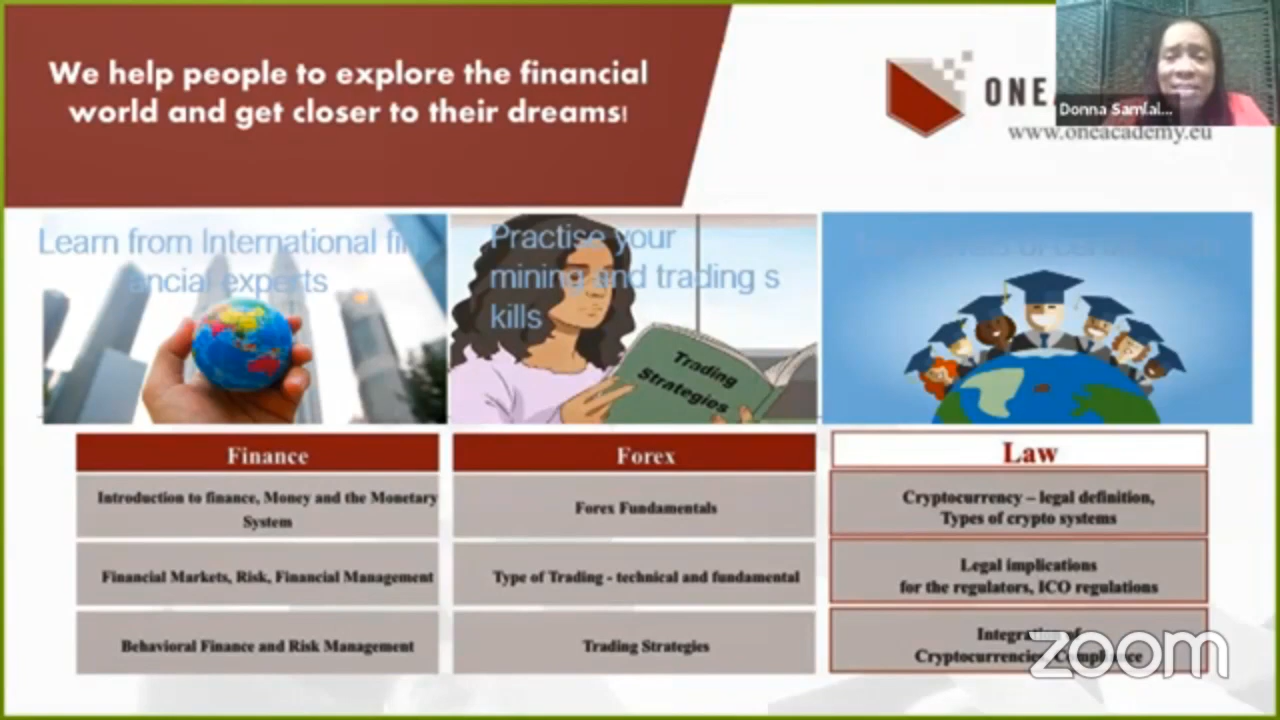 We help people to explore the financial
world and get closer to their dreams!
ONE
www.oneacademy.eu
Donna Samlal...
Learn from International fi
ancial experts
Practise your
mining and trading s
kills
Trading
Strategies
Finance
Introduction to finance, Money and the Monetary
System
Financial Markets, Risk, Financial Management
Behavioral Finance and Risk Management
Forex
Forex Fundamentals
Type of Trading - technical and fundamental
Trading Strategies
Law
Cryptocurrency – legal definition,
Types of crypto systems
Legal implications
for the regulators, ICO regulations
Integration of
Cryptocurrencies, Compliance
zoom